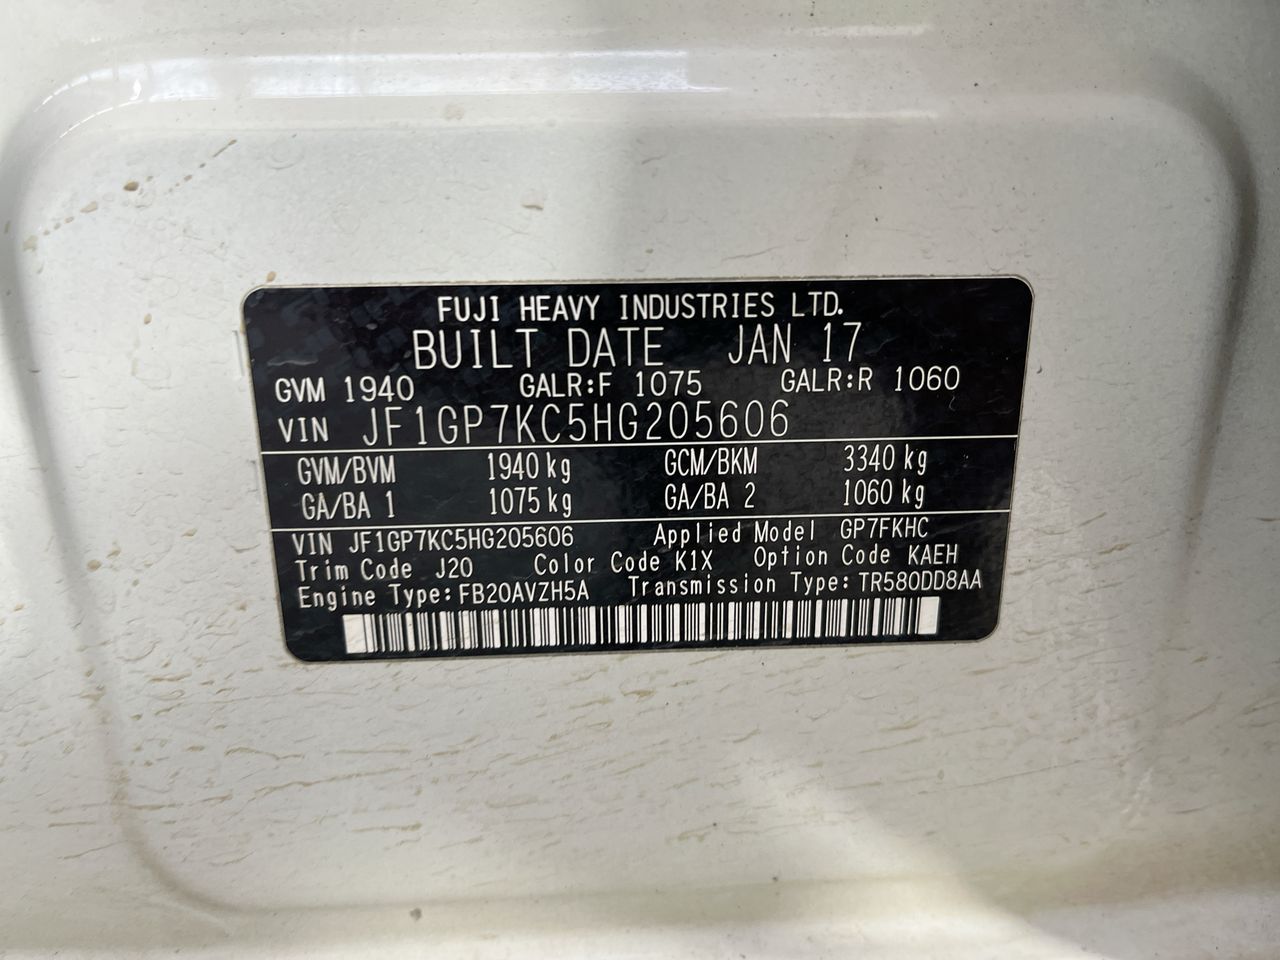 FUJI HEAVY INDUSTRIES LTD.
BUILT DATE JAN 17
GVM 1940 GALR:F 1075 GALR:R 1060
VIN JF1GP7KC5HG205606
GVM/BVM 1940 kg GCM/BKM 3340 kg
GA/BA 1 1075 kg GA/BA 2 1060 kg
VIN JF1GP7KC5HG205606 Applied Model GP7FKHC
Trim Code J20 Color Code K1X Option Code KAEH
Engine Type:FB20AVZH5A Transmission Type:TR580DD8AA